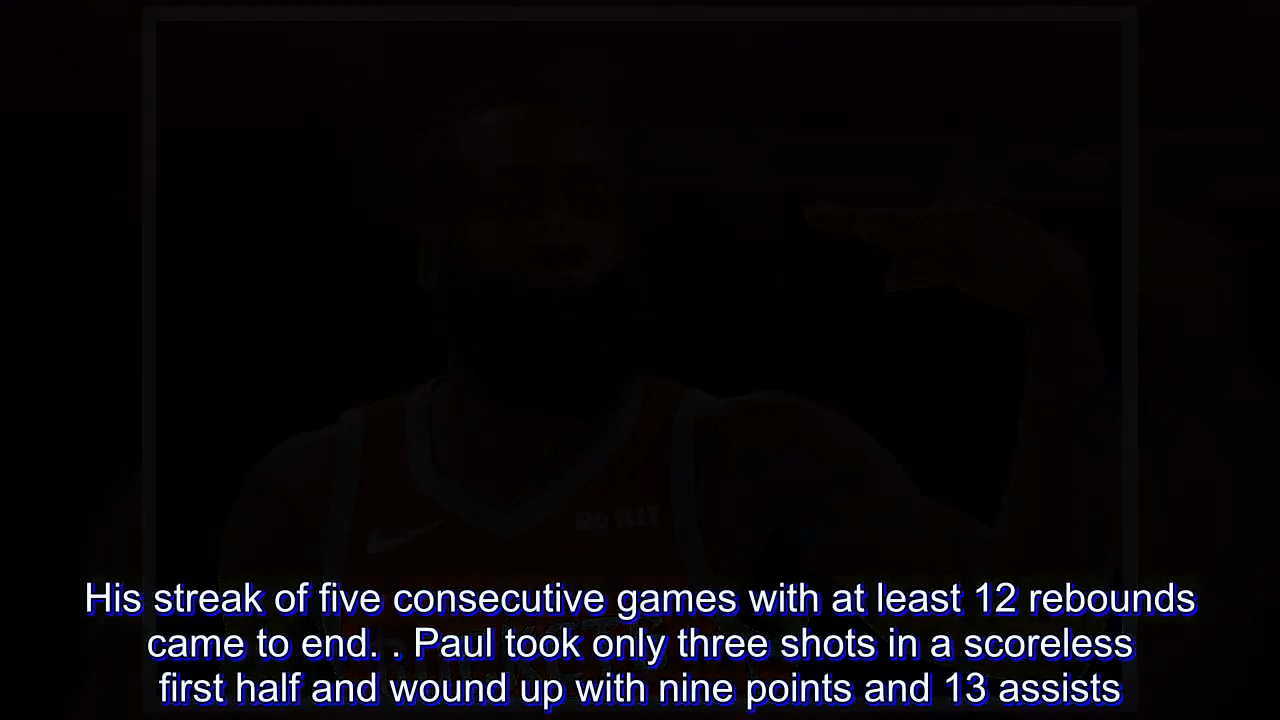 His streak of five consecutive games with at least 12 rebounds
came to end. . Paul took only three shots in a scoreless
first half and wound up with nine points and 13 assists